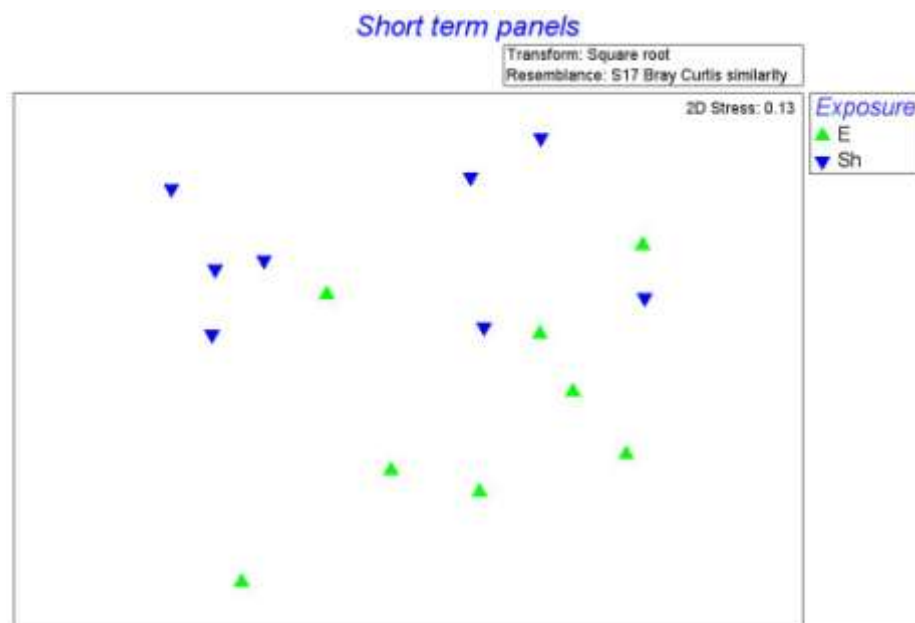 Short term panels
Transform: Square root
Resemblance: S17 Bray Curtis similarity
2D Stress: 0.13
Exposure
E
Sh